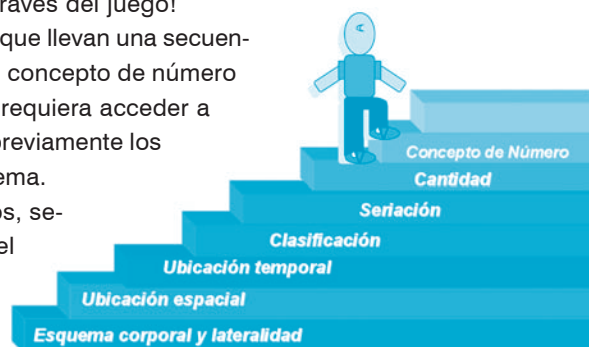 ravés del juego!
que llevan una secuen-
concepto de número
requiera acceder a
previamente los
ema.
os, se-
el
Concepto de Número
Cantidad
Seriación
Clasificación
Ubicación temporal
Ubicación espacial
Esquema corporal y lateralidad